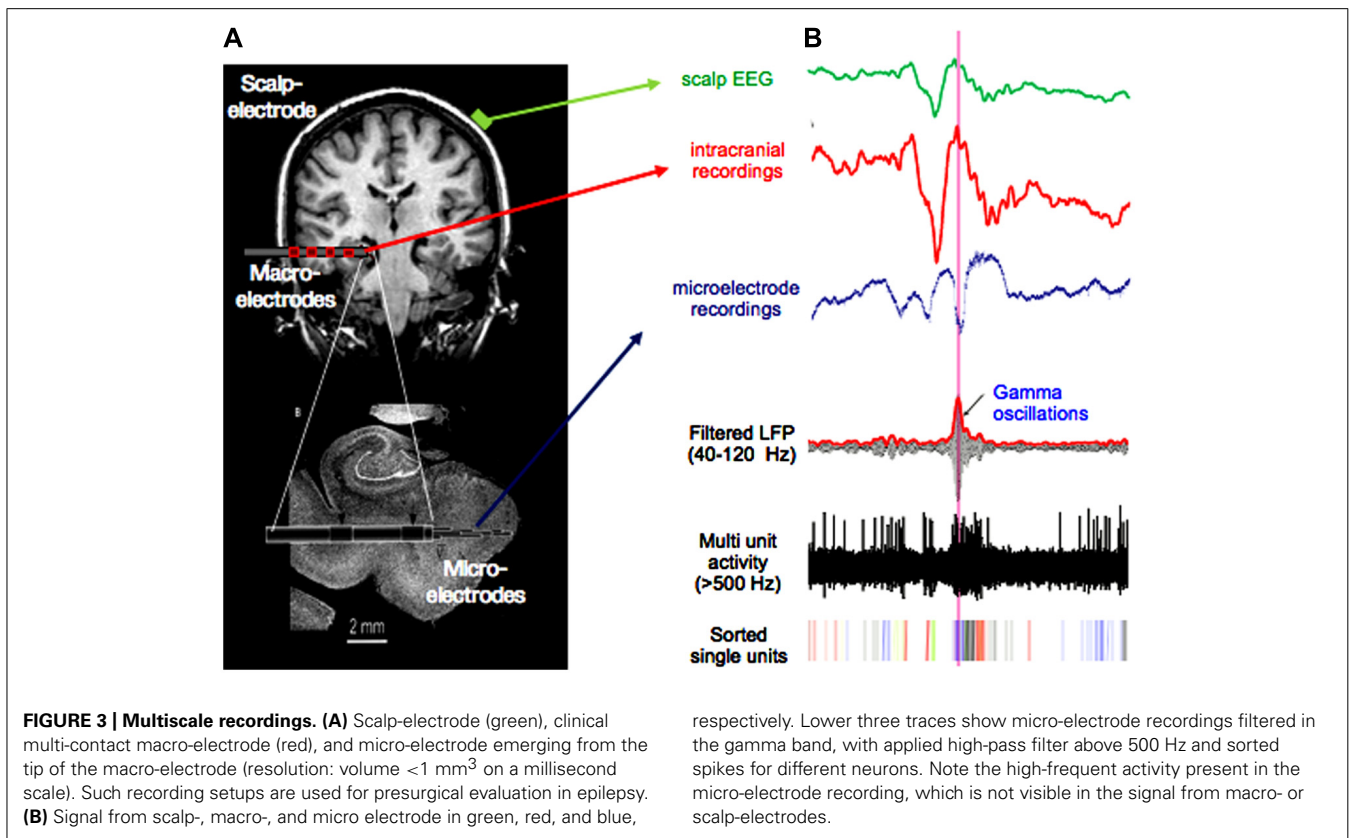 A
Scalp-
electrode
Macro-
electrodes
B
Micro-
electrodes
2 mm
B
scalp EEG
intracranial
recordings
microelectrode
recordings
Gamma
oscillations
Filtered LFP
(40-120 Hz)
Multi unit
activity
(>500 Hz)
Sorted
single units
FIGURE 3 | Multiscale recordings. (A) Scalp-electrode (green), clinical
multi-contact macro-electrode (red), and micro-electrode emerging from the
tip of the macro-electrode (resolution: volume <1 mm³ on a millisecond
scale). Such recording setups are used for presurgical evaluation in epilepsy.
(B) Signal from scalp-, macro-, and micro electrode in green, red, and blue,
respectively. Lower three traces show micro-electrode recordings filtered in
the gamma band, with applied high-pass filter above 500 Hz and sorted
spikes for different neurons. Note the high-frequent activity present in the
micro-electrode recording, which is not visible in the signal from macro- or
scalp-electrodes.